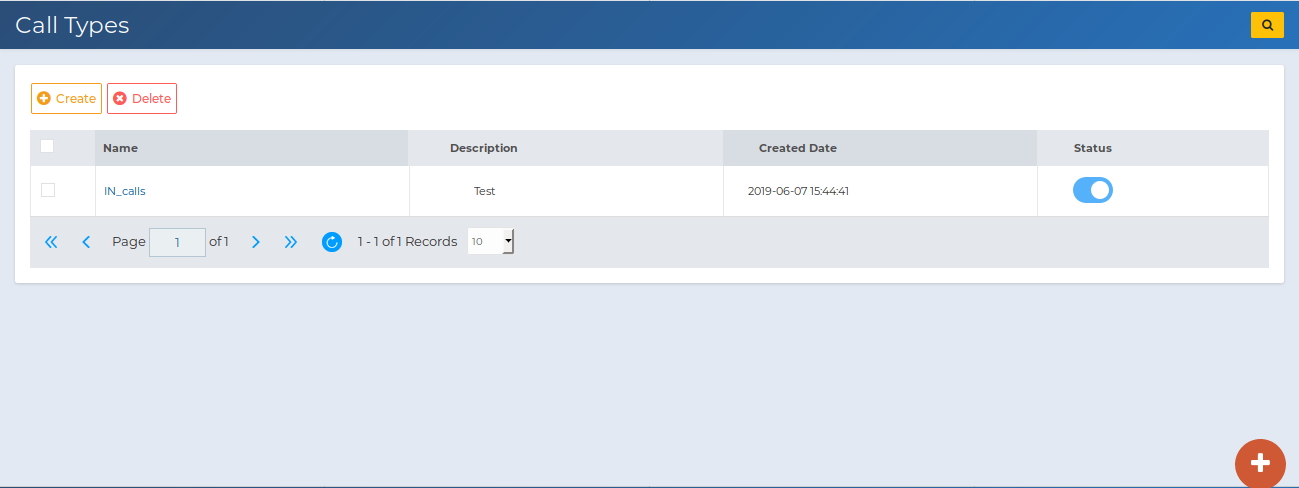 Call Types
Create Delete
Name Description Created Date Status
IN_calls Test 2019-06-07 15:44:41
Page 1 of 1 1 - 1 of 1 Records 10